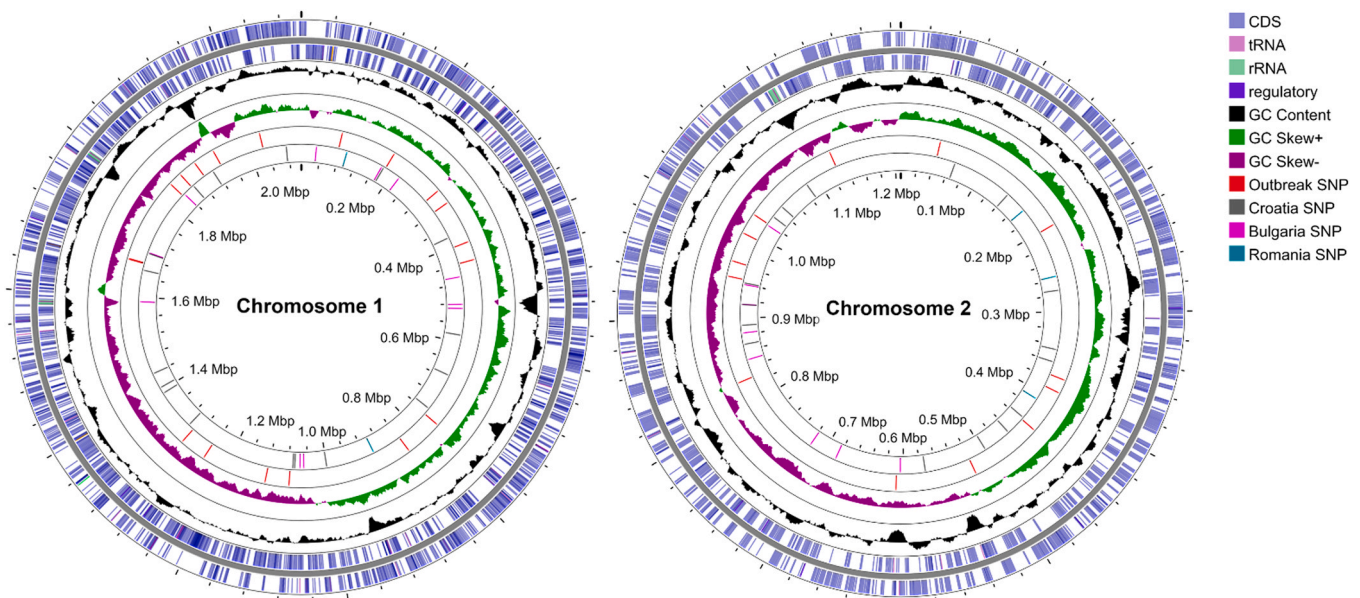 2.0 Mbp
0.2 Mbp
0.4 Mbp
0.6 Mbp
0.8 Mbp
1.0 Mbp
1.2 Mbp
1.4 Mbp
1.6 Mbp
1.8 Mbp
Chromosome 1
1.2 Mbp
0.1 Mbp
0.2 Mbp
0.3 Mbp
0.4 Mbp
0.5 Mbp
0.6 Mbp
0.7 Mbp
0.8 Mbp
0.9 Mbp
1.0 Mbp
1.1 Mbp
Chromosome 2
CDS
tRNA
rRNA
regulatory
GC Content
GC Skew+
GC Skew-
Outbreak SNP
Croatia SNP
Bulgaria SNP
Romania SNP